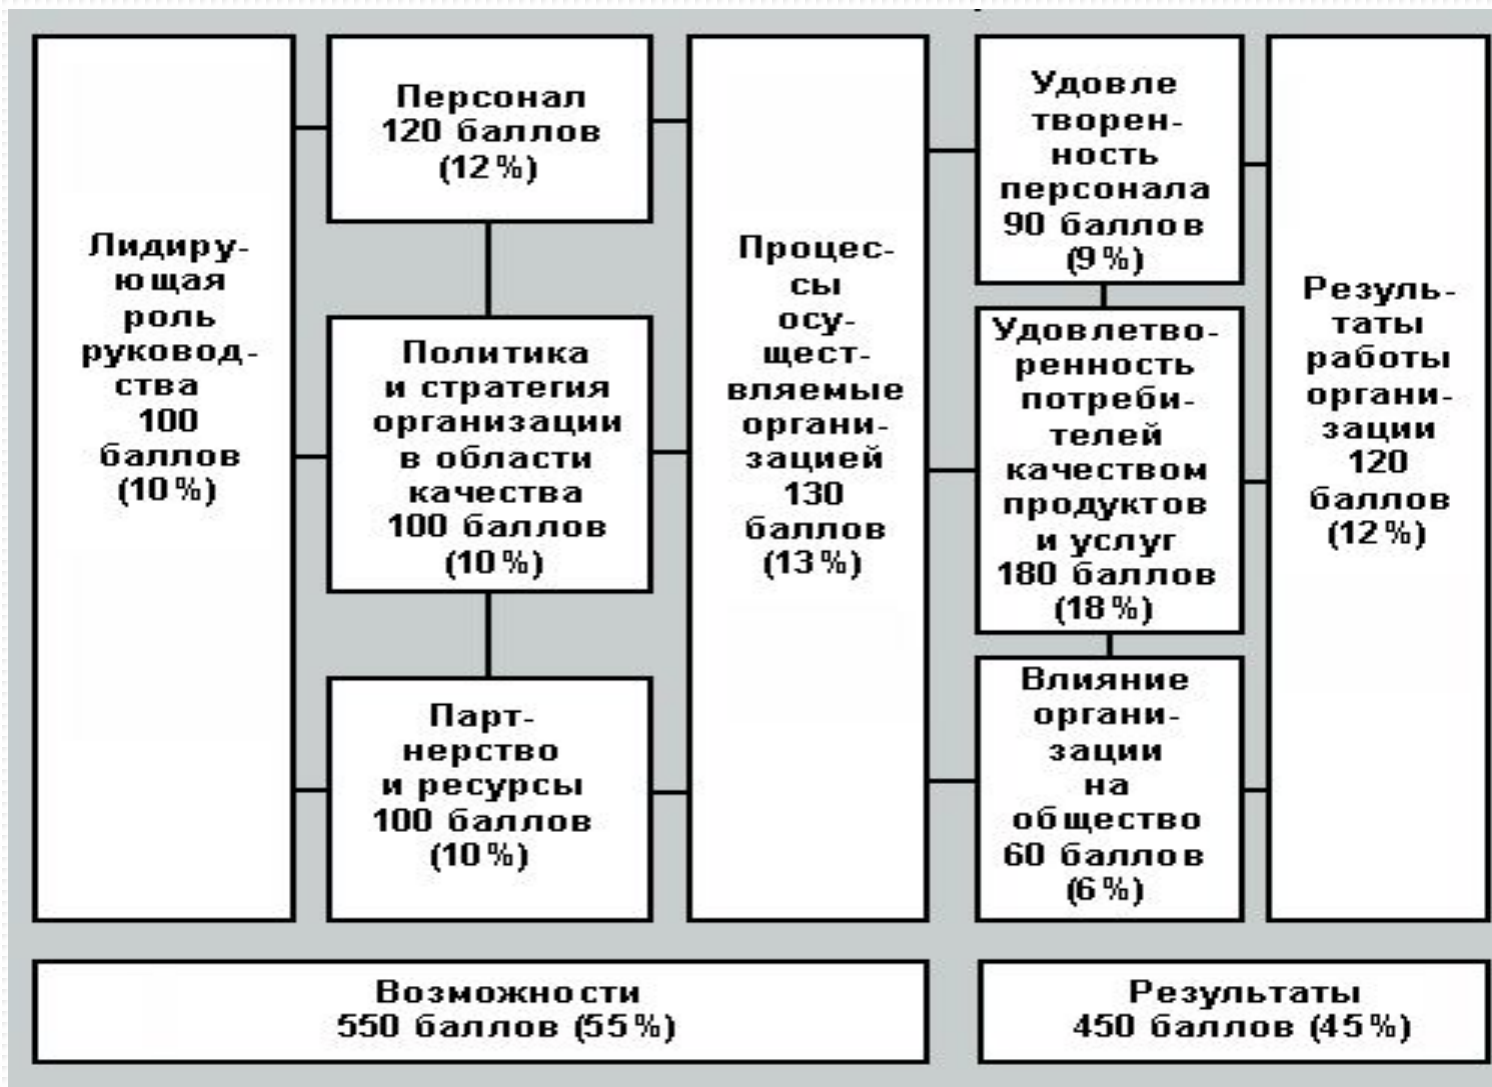 Лидирую-
ющая
роль
руковод-
ства
100
баллов
(10%)
Персонал
120 баллов
(12%)
Политика
и стратегия
организации
в области
качества
100 баллов
(10%)
Парт-
нерство
и ресурсы
100 баллов
(10%)
Процес-
сы
осу-
щест-
вляемые
органи-
зацией
130
баллов
(13%)
Удовле
творен-
ность
персонала
90 баллов
(9%)
Удовлетво-
ренность
потреби-
телей
качеством
продуктов
и услуг
180 баллов
(18%)
Влияние
органи-
зации
на
общество
60 баллов
(6%)
Резуль-
таты
работы
органи-
зации
120
баллов
(12%)
Возможности
550 баллов (55%)
Результаты
450 баллов (45%)